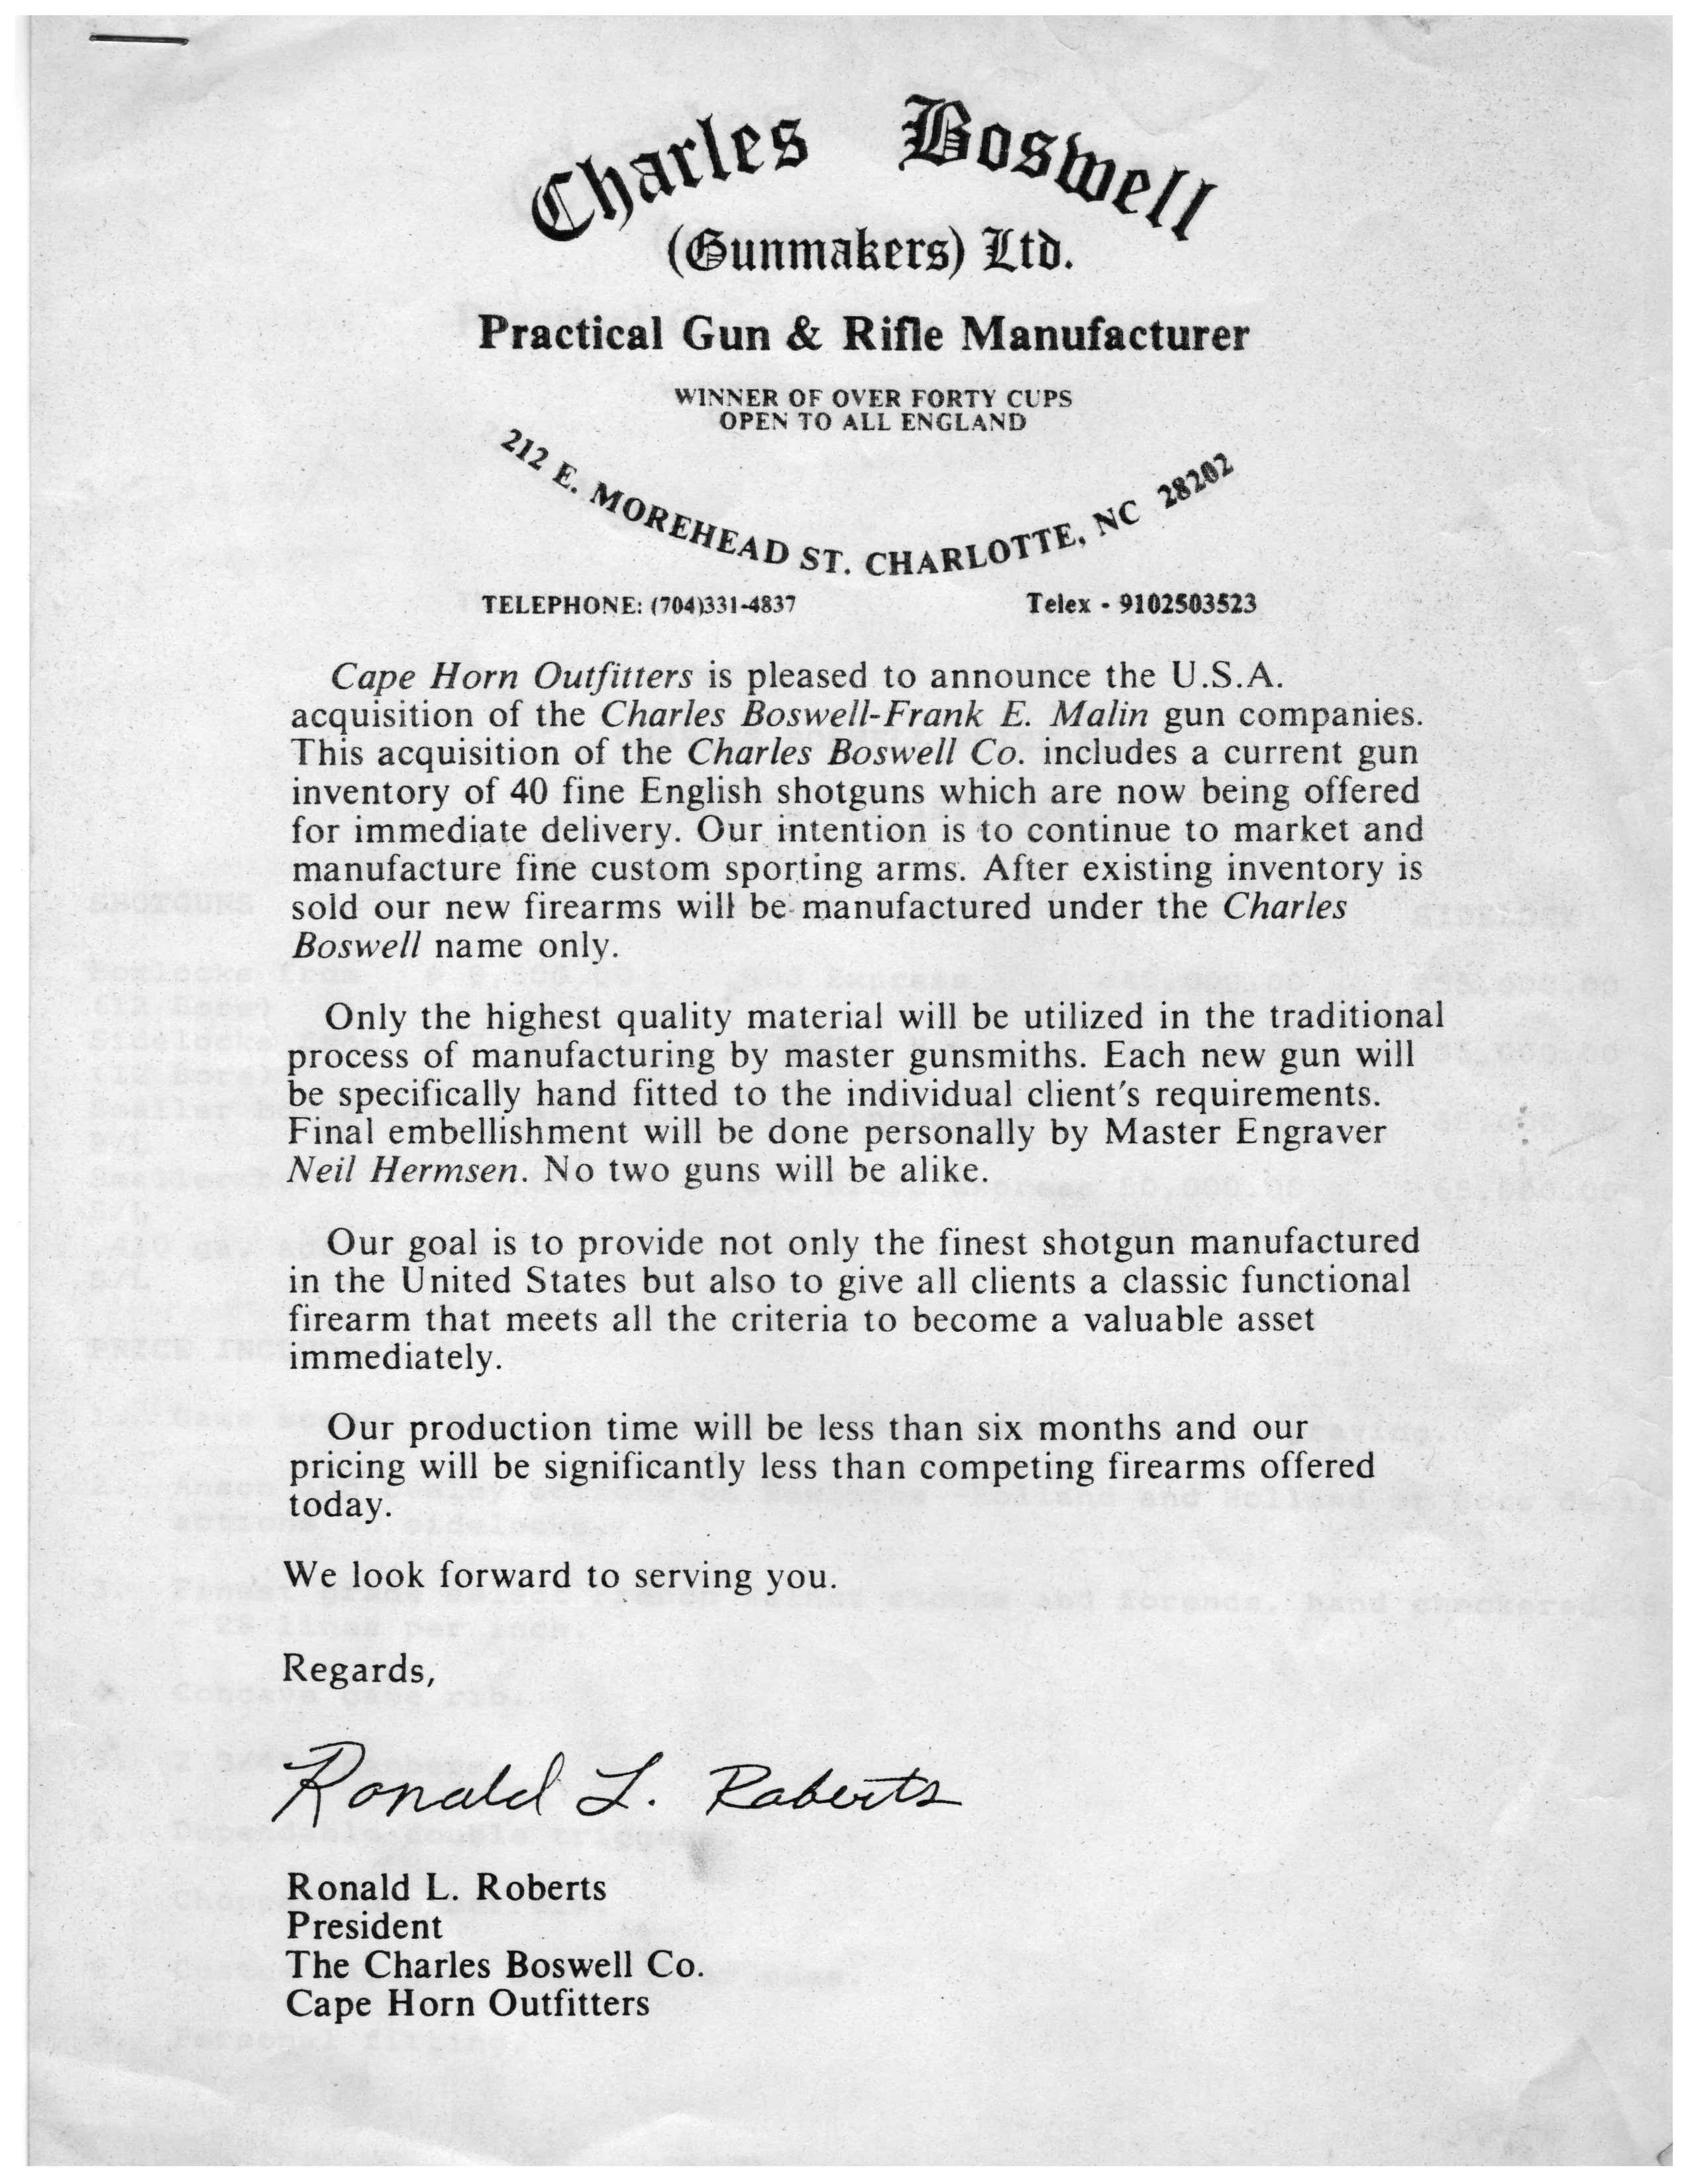 Charles Boswell
(Gunmakers) Ltd.
Practical Gun & Rifle Manufacturer
WINNER OF OVER FORTY CUPS
OPEN TO ALL ENGLAND
212 E. MOREHEAD ST. CHARLOTTE, NC 28202
TELEPHONE: (704)331-4837 Telex - 9102503523
Cape Horn Outfitters is pleased to announce the U.S.A.
acquisition of the Charles Boswell-Frank E. Malin gun companies.
This acquisition of the Charles Boswell Co. includes a current gun
inventory of 40 fine English shotguns which are now being offered
for immediate delivery. Our intention is to continue to market and
manufacture fine custom sporting arms. After existing inventory is
sold our new firearms will be manufactured under the Charles
Boswell name only.
Only the highest quality material will be utilized in the traditional
process of manufacturing by master gunsmiths. Each new gun will
be specifically hand fitted to the individual client's requirements.
Final embellishment will be done personally by Master Engraver
Neil Hermsen. No two guns will be alike.
Our goal is to provide not only the finest shotgun manufactured
in the United States but also to give all clients a classic functional
firearm that meets all the criteria to become a valuable asset
immediately.
Our production time will be less than six months and our
pricing will be significantly less than competing firearms offered
today.
We look forward to serving you.
Regards,
Ronald L. Roberts
Ronald L. Roberts
President
The Charles Boswell Co.
Cape Horn Outfitters